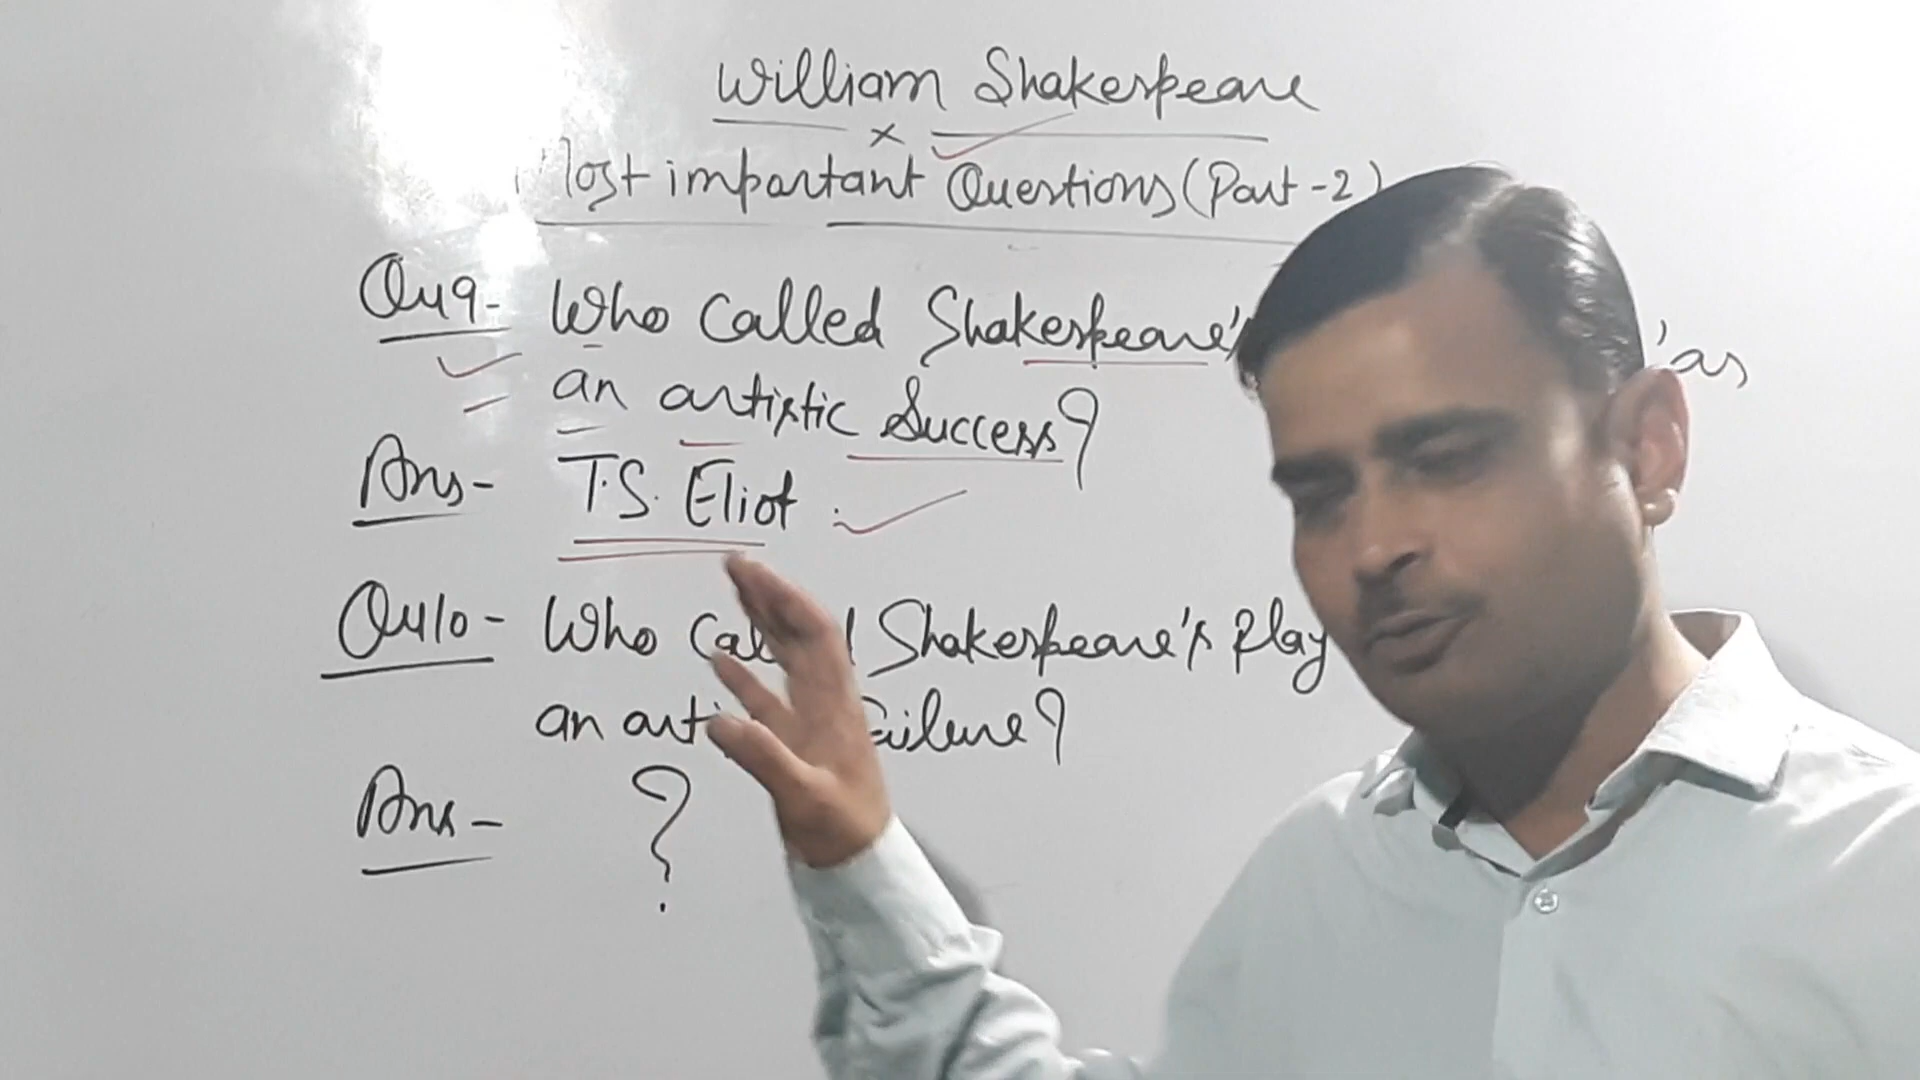 William Shakespeare
×
Most important Questions (Part-2)
Qu9- Who Called Shakespeare's 'as
an artistic Success?
Ans- T.S. Eliot.
Qu10- Who Shakespeare's Play
an
Ans- ?